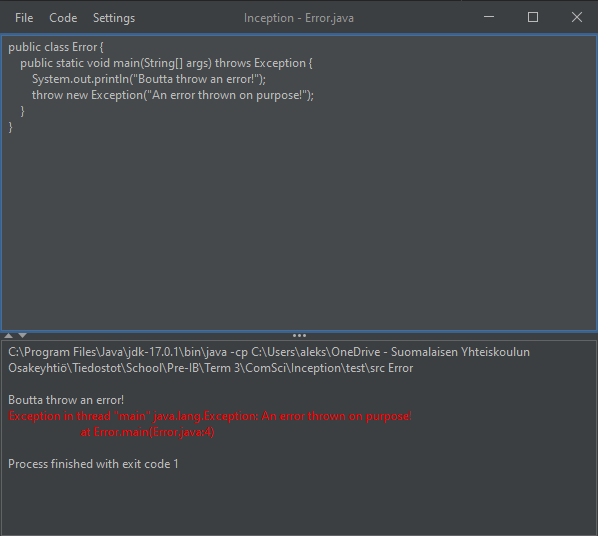 File Code Settings Inception - Error.java
public class Error {
    public static void main(String[] args) throws Exception {
        System.out.println("Boutta throw an error!");
        throw new Exception("An error thrown on purpose!");
    }
}
C:\Program Files\Java\jdk-17.0.1\bin\java -cp C:\Users\aleks\OneDrive - Suomalaisen Yhteiskoulun
Osakeyhtiö\Tiedostot\School\Pre-IB\Term 3\ComSci\Inception\test\src Error
Boutta throw an error!
Exception in thread "main" java.lang.Exception: An error thrown on purpose!
        at Error.main(Error.java:4)
Process finished with exit code 1